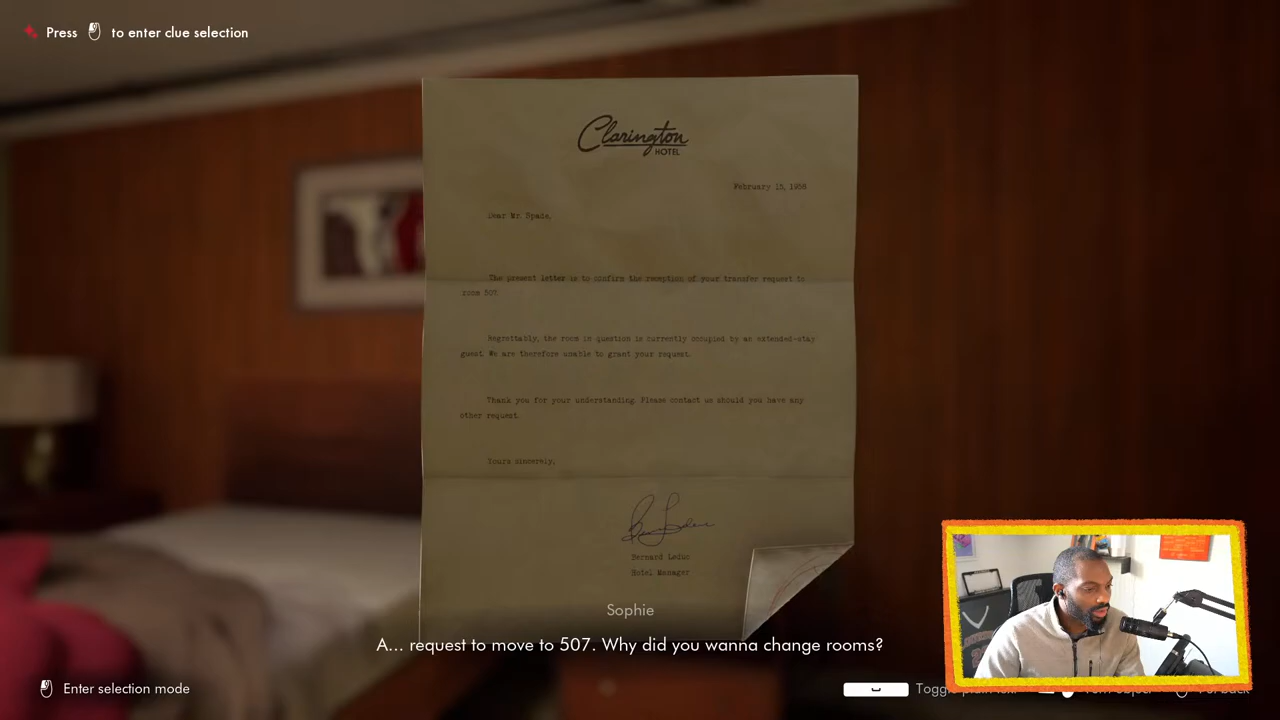 Press to enter clue selection
Clarington
HOTEL
February 15, 1958
Dear Mr. Spade,
The present letter is to confirm the reception of your transfer request to
room 507.
Regrettably, the room in question is currently occupied by an extended-stay
guest. We are therefore unable to grant your request.
Thank you for your understanding. Please contact us should you have any
other request.
Yours sincerely,
Bernard Leduc
Hotel Manager
Sophie
A... request to move to 507. Why did you wanna change rooms?
Enter selection mode
Toggle